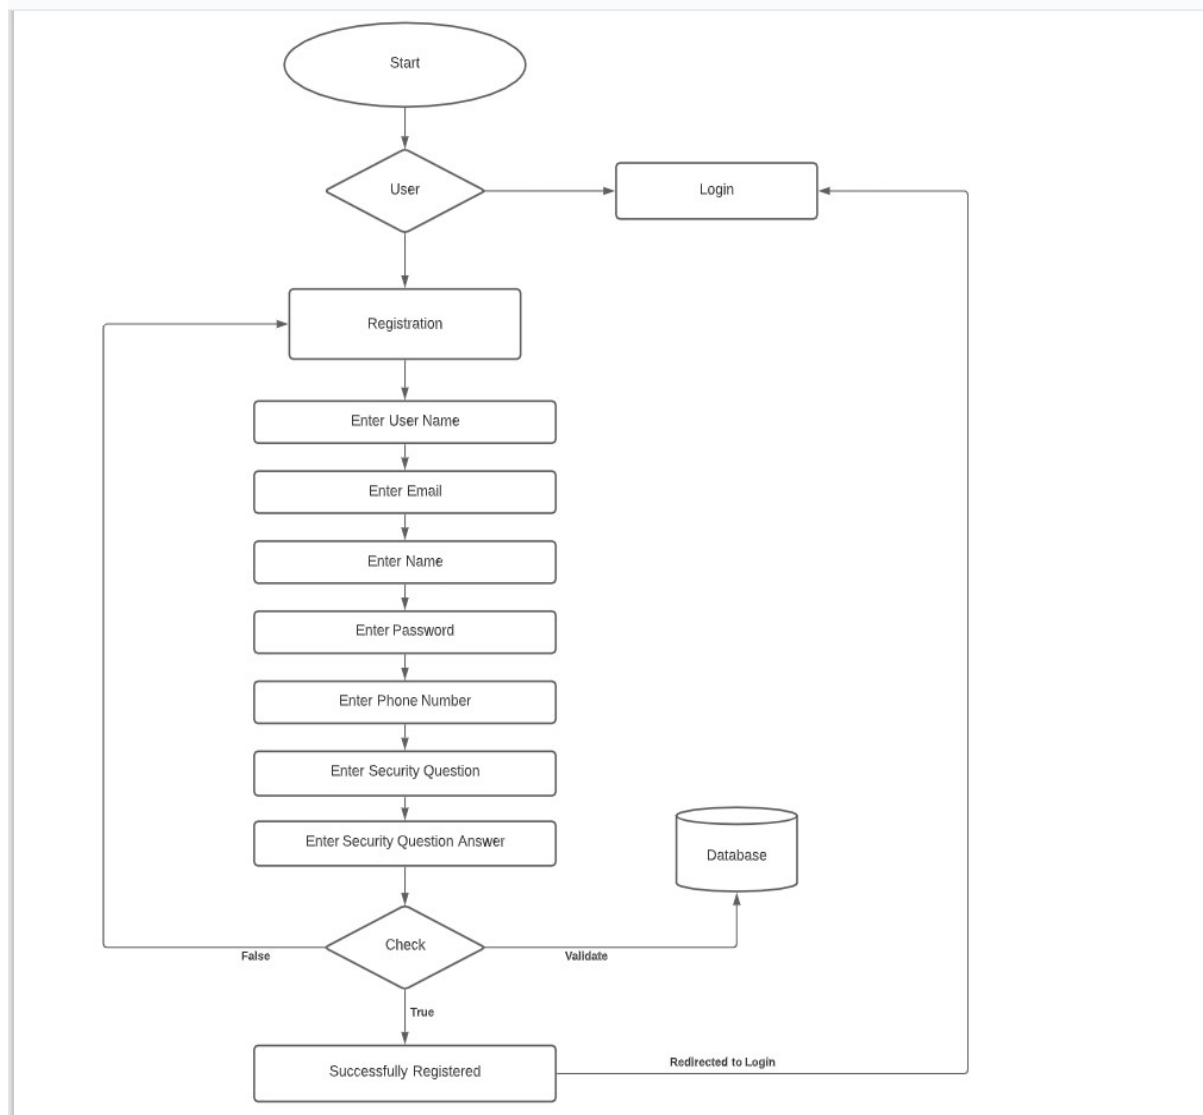 Start
User
Login
Registration
Enter User Name
Enter Email
Enter Name
Enter Password
Enter Phone Number
Enter Security Question
Enter Security Question Answer
Database
Check
False
Validate
True
Successfully Registered
Redirected to Login